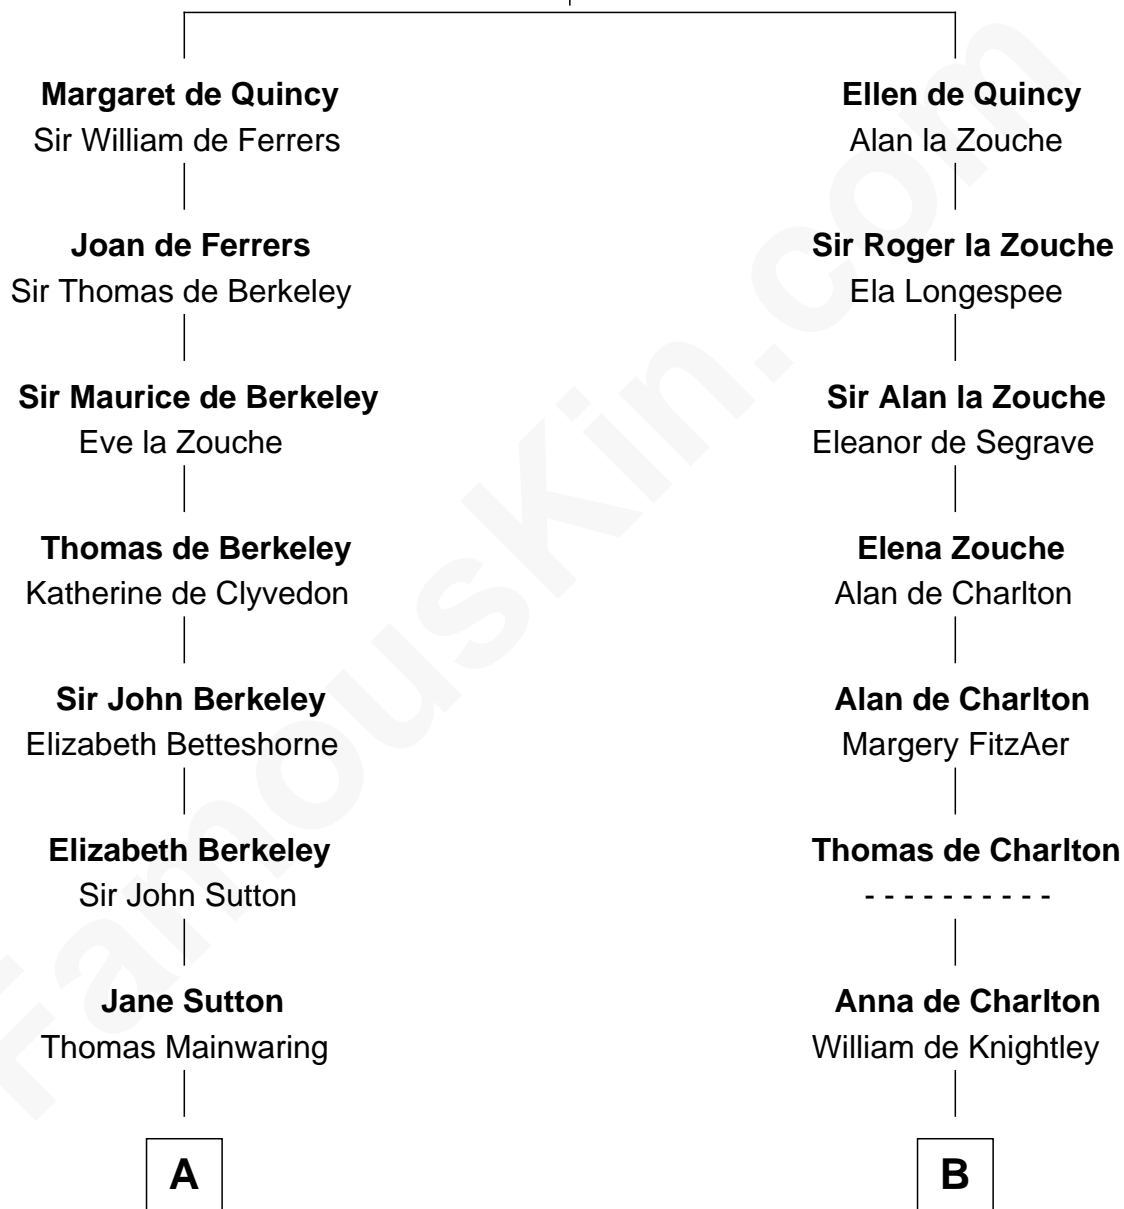 Margaret de Quincy
Sir William de Ferrers
Joan de Ferrers
Sir Thomas de Berkeley
Sir Maurice de Berkeley
Eve la Zouche
Thomas de Berkeley
Katherine de Clyvedon
Sir John Berkeley
Elizabeth Betteshorne
Elizabeth Berkeley
Sir John Sutton
Jane Sutton
Thomas Mainwaring
A
Ellen de Quincy
Alan la Zouche
Sir Roger la Zouche
Ela Longespee
Sir Alan la Zouche
Eleanor de Segrave
Elena Zouche
Alan de Charlton
Alan de Charlton
Margery FitzAer
Thomas de Charlton
- - - - - - - - - -
Anna de Charlton
William de Knightley
B
FamousKin.com